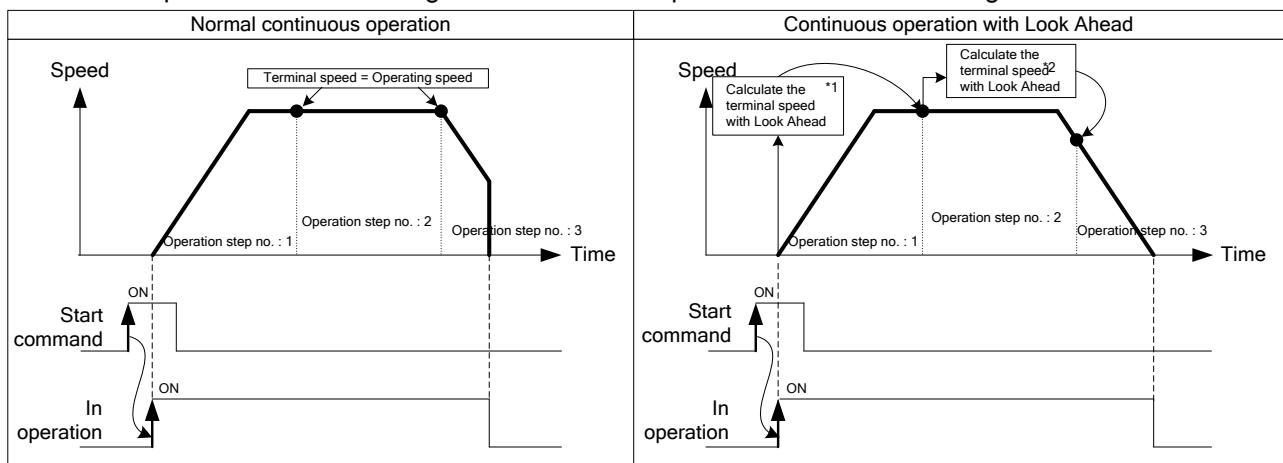 Normal continuous operation
Speed
Terminal speed = Operating speed
Operation step no. : 1
Operation step no. : 2
Operation step no. : 3
Time
ON
Start
command
ON
In
operation
Continuous operation with Look Ahead
Speed
Calculate the *1
terminal speed
with Look Ahead
Calculate the
terminal speed *2
with Look Ahead
Operation step no. : 1
Operation step no. : 2
Operation step no. : 3
Time
ON
Start
command
ON
In
operation